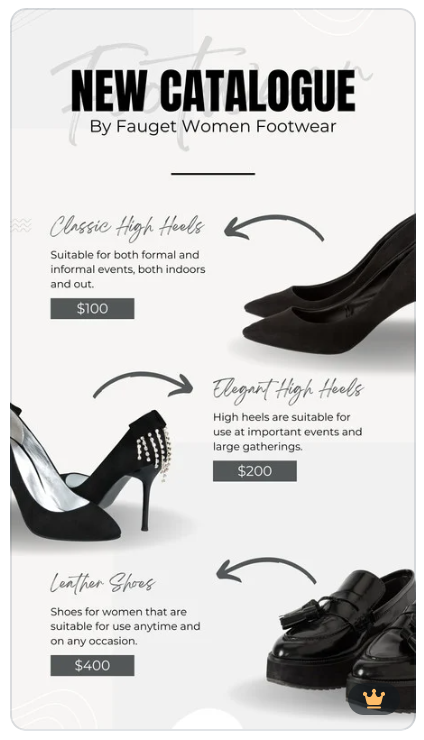 Footwear
NEW CATALOGUE
By Fauget Women Footwear
Classic High Heels
Suitable for both formal and
informal events, both indoors
and out.
$100
Elegant High Heels
High heels are suitable for
use at important events and
large gatherings.
$200
Leather Shoes
Shoes for women that are
suitable for use anytime and
on any occasion.
$400